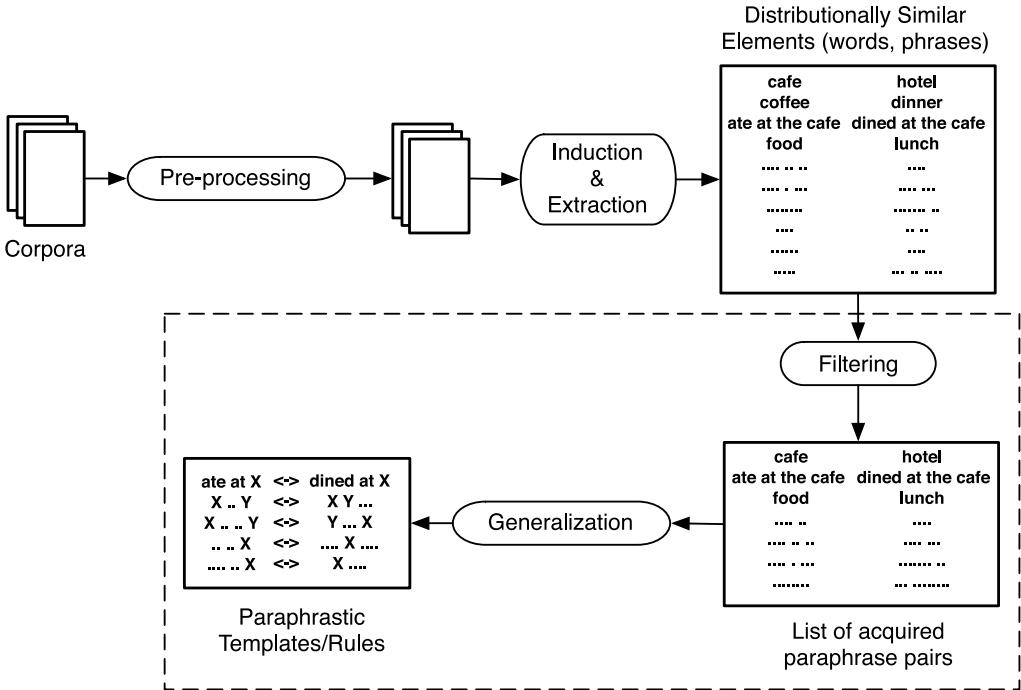 Distributionally Similar
Elements (words, phrases)
cafe hotel
coffee dinner
ate at the cafe dined at the cafe
food lunch
.... .. .. ....
.... . ... .... ...
........ ....... ..
.... .. ..
...... ....
..... ... .. ....
Corpora
Pre-processing
Induction
&
Extraction
Filtering
cafe hotel
ate at the cafe dined at the cafe
food lunch
.... .. ....
.... .. .. .... ...
.... . ... ....... ..
........ ... ........
List of acquired
paraphrase pairs
Generalization
ate at X <-> dined at X
X .. Y <-> X Y ...
X .. .. Y <-> Y ... X
.. .. X <-> .... X ....
.... .. X <-> X ....
Paraphrastic
Templates/Rules